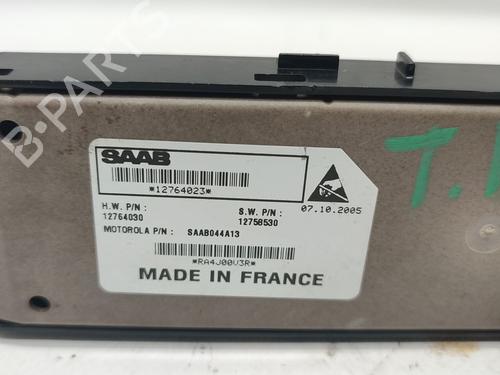 B-PARTS
SAAB
*12764023*
H.W. P/N :
12764030
S.W. P/N :
12758530
07.10.2005
MOTOROLA P/N : SAAB044A13
*RA4J00V3R*
MADE IN FRANCE